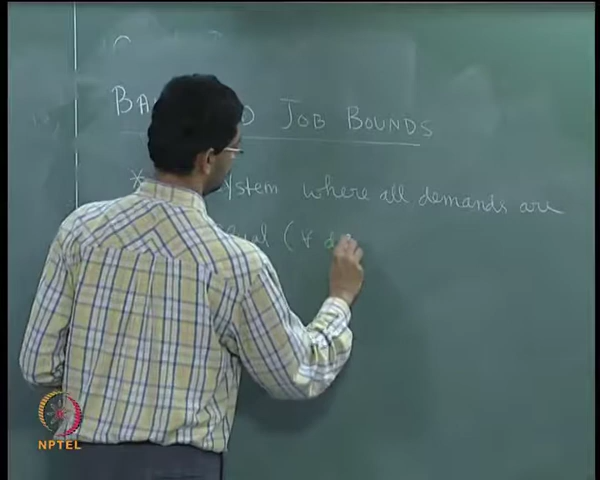 BA D JOB BOUNDS
* ystem where all demands are
ual ( ∀ d
NPTEL